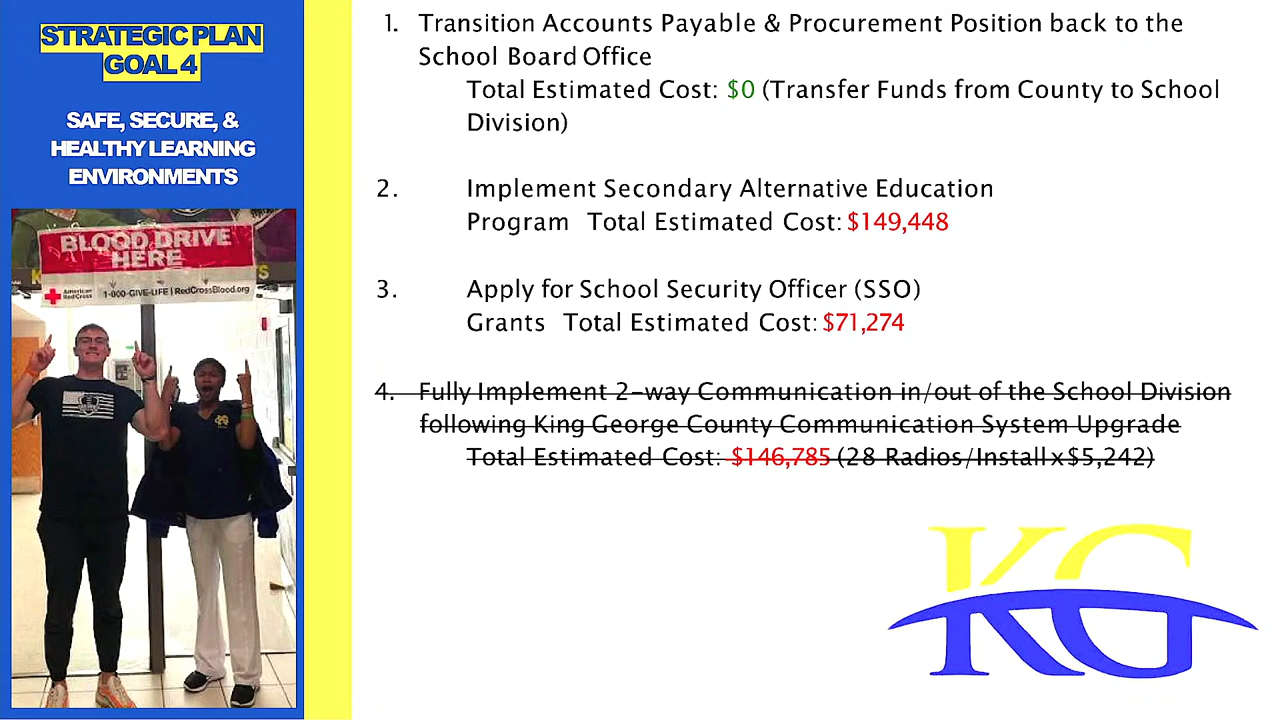 STRATEGIC PLAN
GOAL 4
SAFE, SECURE, &
HEALTHY LEARNING
ENVIRONMENTS
BLOOD DRIVE
HERE
American
Red Cross
1-800-GIVE-LIFE | RedCrossBlood.org
1. Transition Accounts Payable & Procurement Position back to the
School Board Office
Total Estimated Cost: $0 (Transfer Funds from County to School
Division)
2. Implement Secondary Alternative Education
Program Total Estimated Cost: $149,448
3. Apply for School Security Officer (SSO)
Grants Total Estimated Cost: $71,274
4. Fully Implement 2-way Communication in/out of the School Division
following King George County Communication System Upgrade
Total Estimated Cost: $146,785 (28 Radios/Install x $5,242)
KG